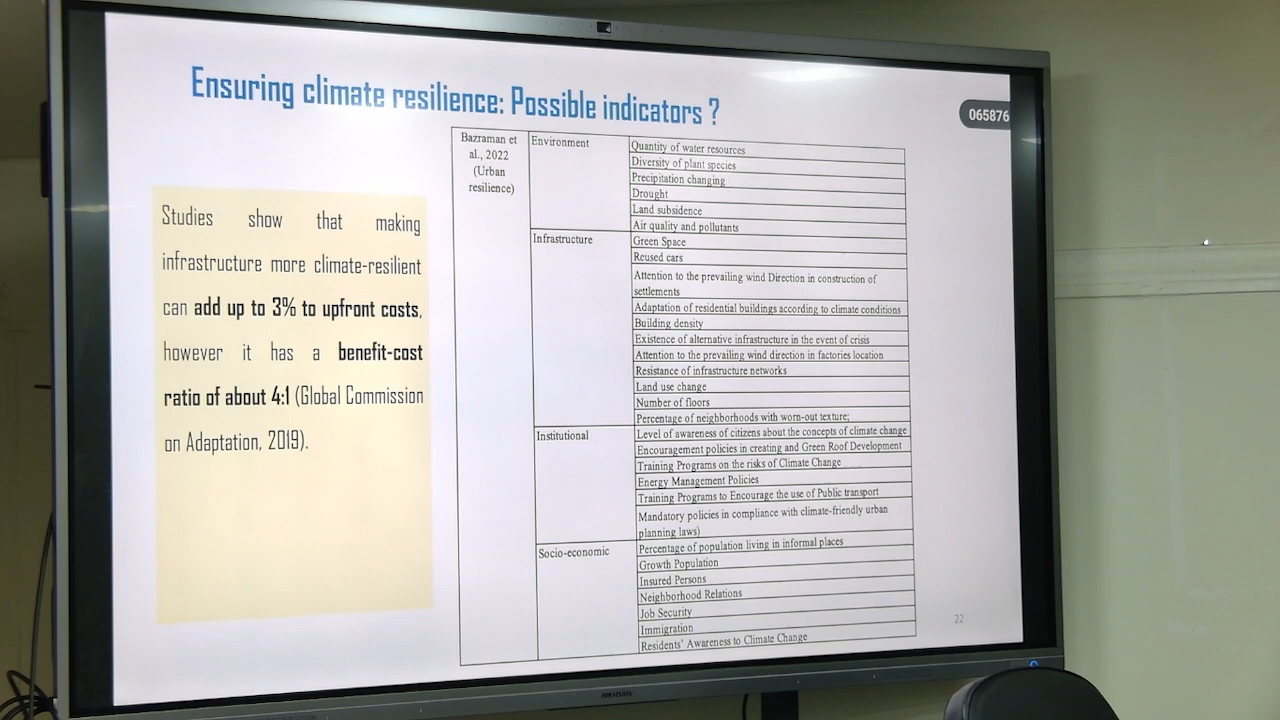 Ensuring climate resilience: Possible indicators ?
065876
Studies show that making
infrastructure more climate-resilient
can add up to 3% to upfront costs,
however it has a benefit-cost
ratio of about 4:1 (Global Commission
on Adaptation, 2019).
Bazraman et
al., 2022
(Urban
resilience)
Environment
Quantity of water resources
Diversity of plant species
Precipitation changing
Drought
Land subsidence
Air quality and pollutants
Infrastructure
Green Space
Reused cars
Attention to the prevailing wind Direction in construction of
settlements
Adaptation of residential buildings according to climate conditions
Building density
Existence of alternative infrastructure in the event of crisis
Attention to the prevailing wind direction in factories location
Resistance of infrastructure networks
Land use change
Number of floors
Percentage of neighborhoods with worn-out texture;
Institutional
Level of awareness of citizens about the concepts of climate change
Encouragement policies in creating and Green Roof Development
Training Programs on the risks of Climate Change
Energy Management Policies
Training Programs to Encourage the use of Public transport
Mandatory policies in compliance with climate-friendly urban
planning laws)
Socio-economic
Percentage of population living in informal places
Growth Population
Insured Persons
Neighborhood Relations
Job Security
Immigration
Residents' Awareness to Climate Change
22
HIKVISION